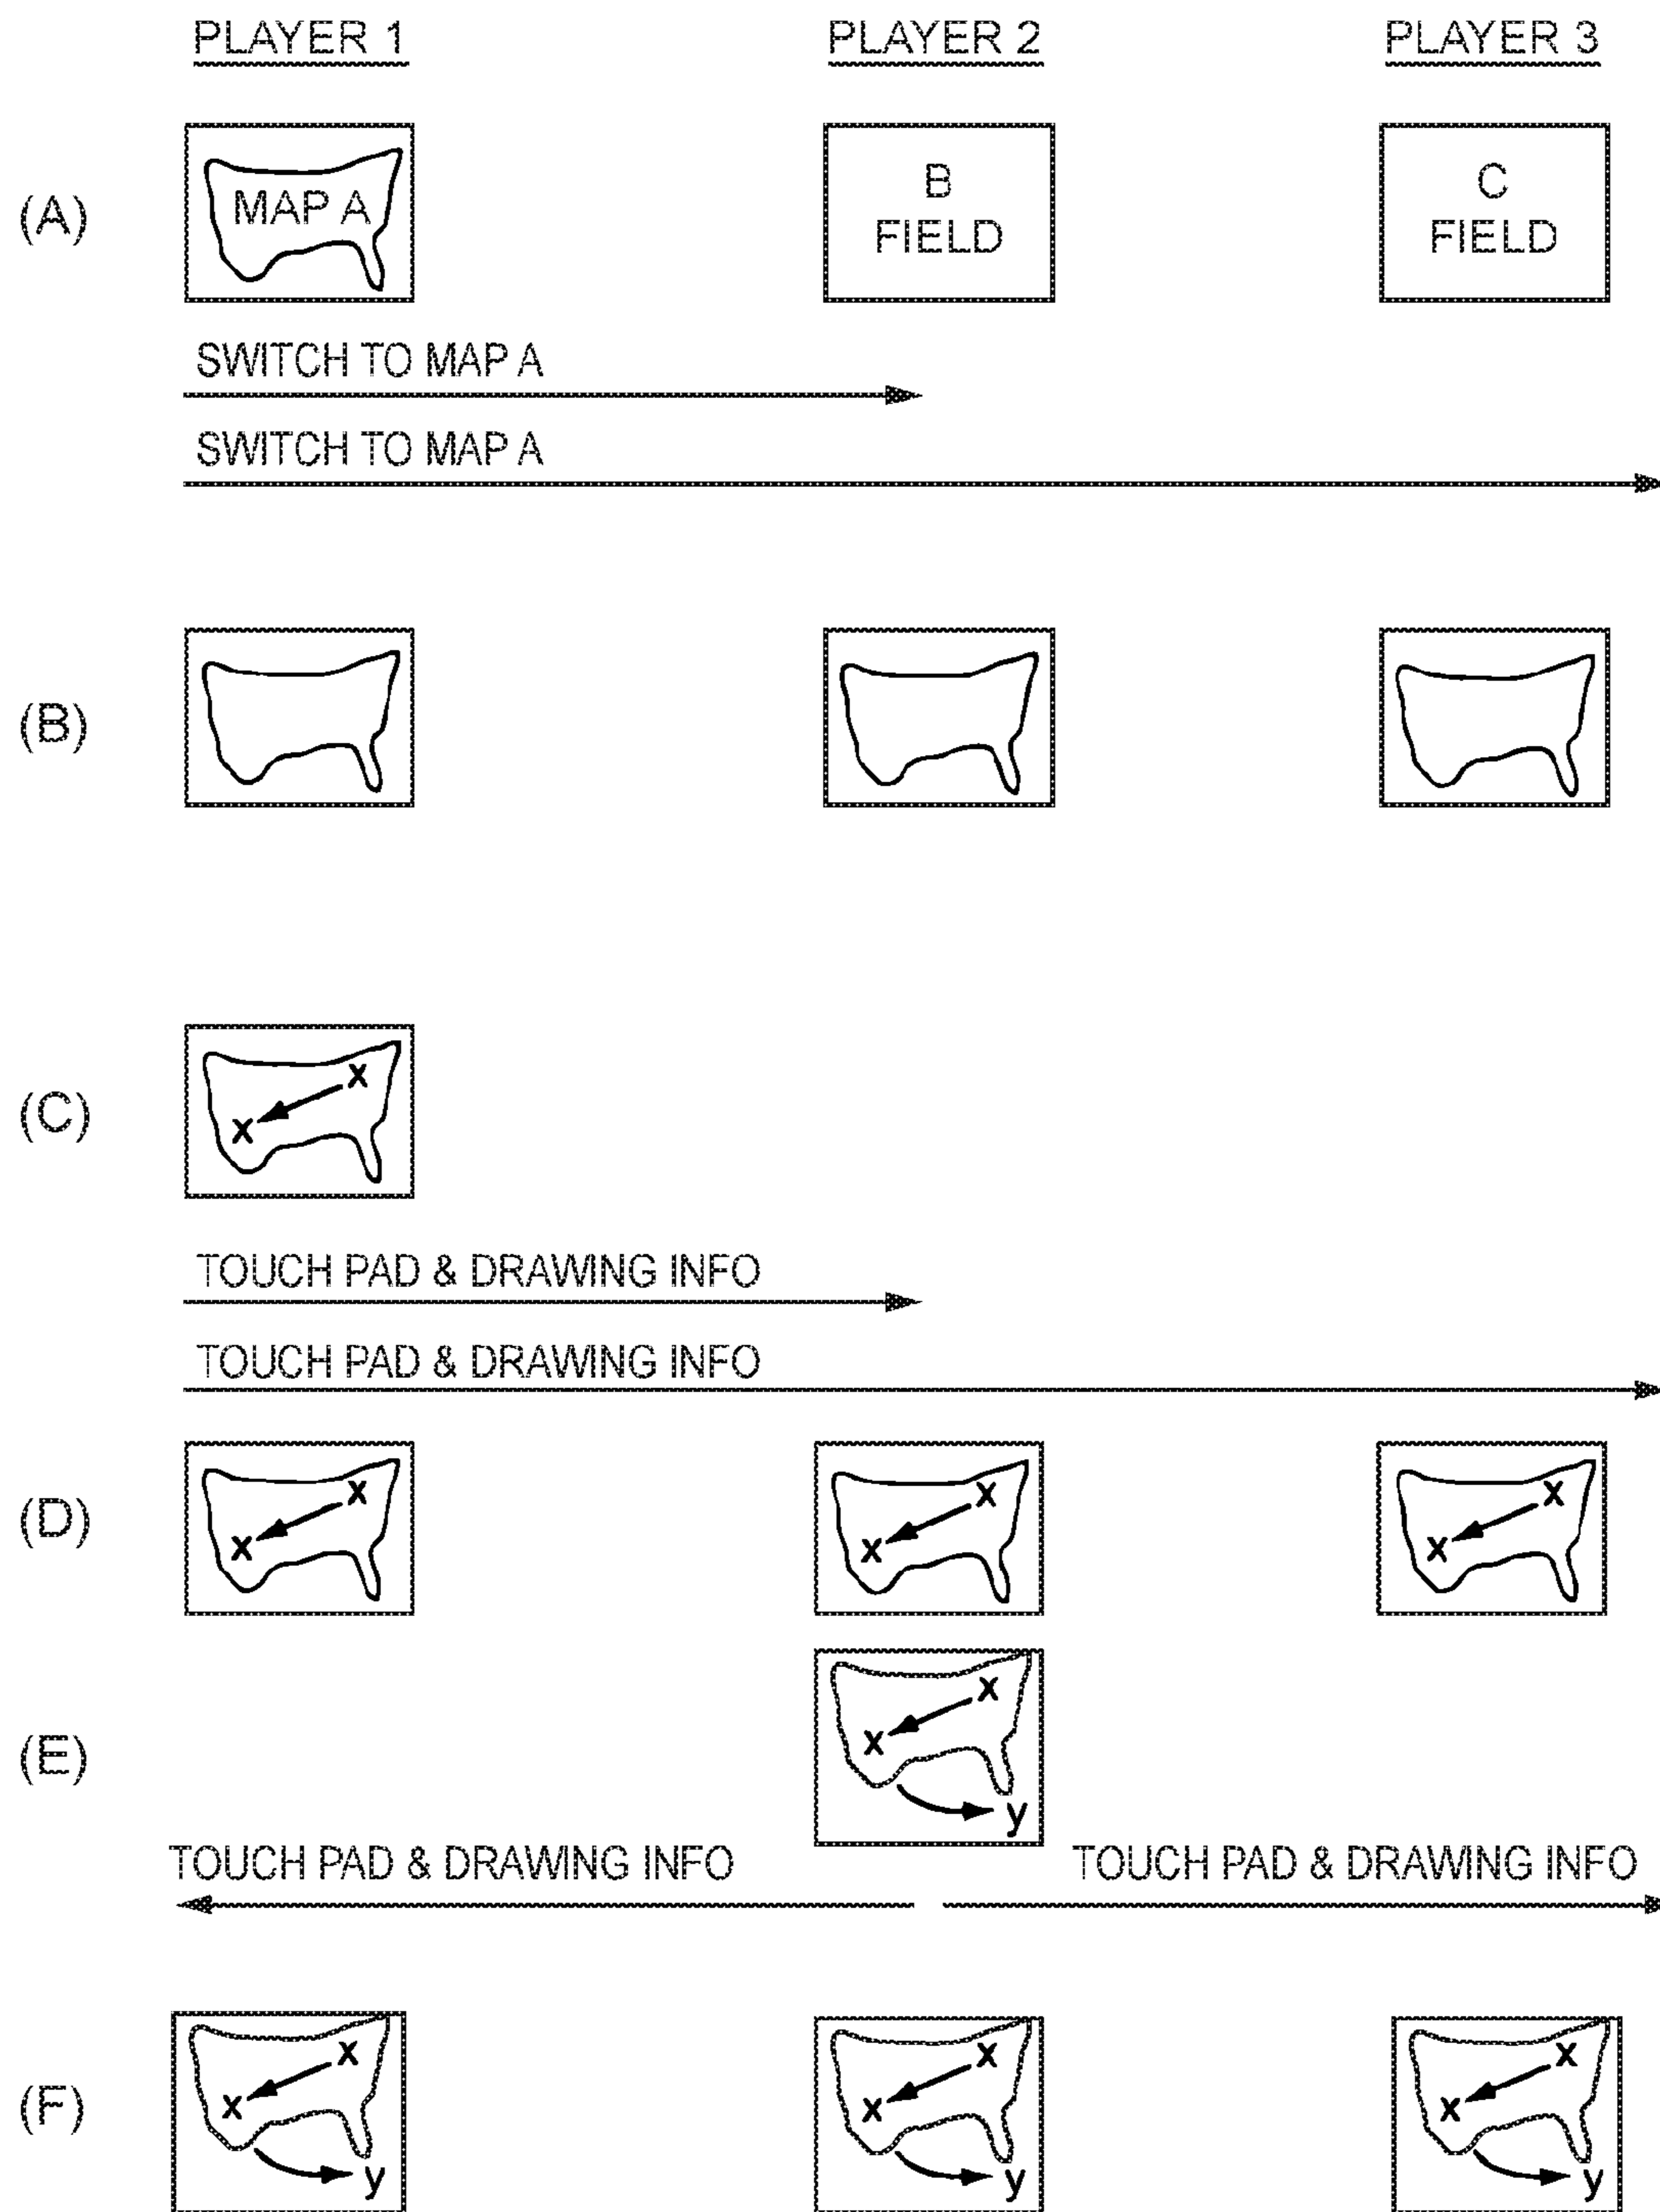 PLAYER 1
PLAYER 2
PLAYER 3
(A)
MAP A
B
FIELD
C
FIELD
SWITCH TO MAP A
SWITCH TO MAP A
(B)
(C)
x
x
TOUCH PAD & DRAWING INFO
TOUCH PAD & DRAWING INFO
(D)
x
x
x
x
x
x
(E)
x
x
y
TOUCH PAD & DRAWING INFO
TOUCH PAD & DRAWING INFO
(F)
x
x
y
x
x
y
x
x
y